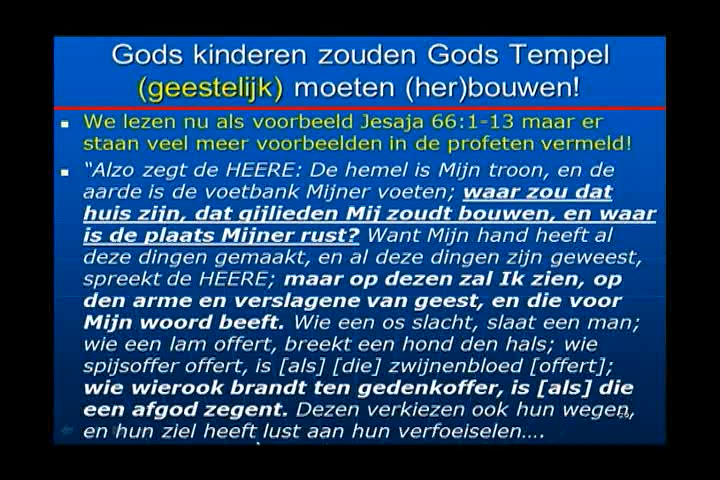 Gods kinderen zouden Gods Tempel
(geestelijk) moeten (her)bouwen!
We lezen nu als voorbeeld Jesaja 66:1-13 maar er
staan veel meer voorbeelden in de profeten vermeld!
“Alzo zegt de HEERE: De hemel is Mijn troon, en de
aarde is de voetbank Mijner voeten; waar zou dat
huis zijn, dat gijlieden Mij zoudt bouwen, en waar
is de plaats Mijner rust? Want Mijn hand heeft al
deze dingen gemaakt, en al deze dingen zijn geweest,
spreekt de HEERE; maar op dezen zal Ik zien, op
den arme en verslagene van geest, en die voor
Mijn woord beeft. Wie een os slacht, slaat een man;
wie een lam offert, breekt een hond den hals; wie
spijsoffer offert, is [als] [die] zwijnenbloed [offert];
wie wierook brandt ten gedenkoffer, is [als] die
een afgod zegent. Dezen verkiezen ook hun wegen,
en hun ziel heeft lust aan hun verfoeiselen….